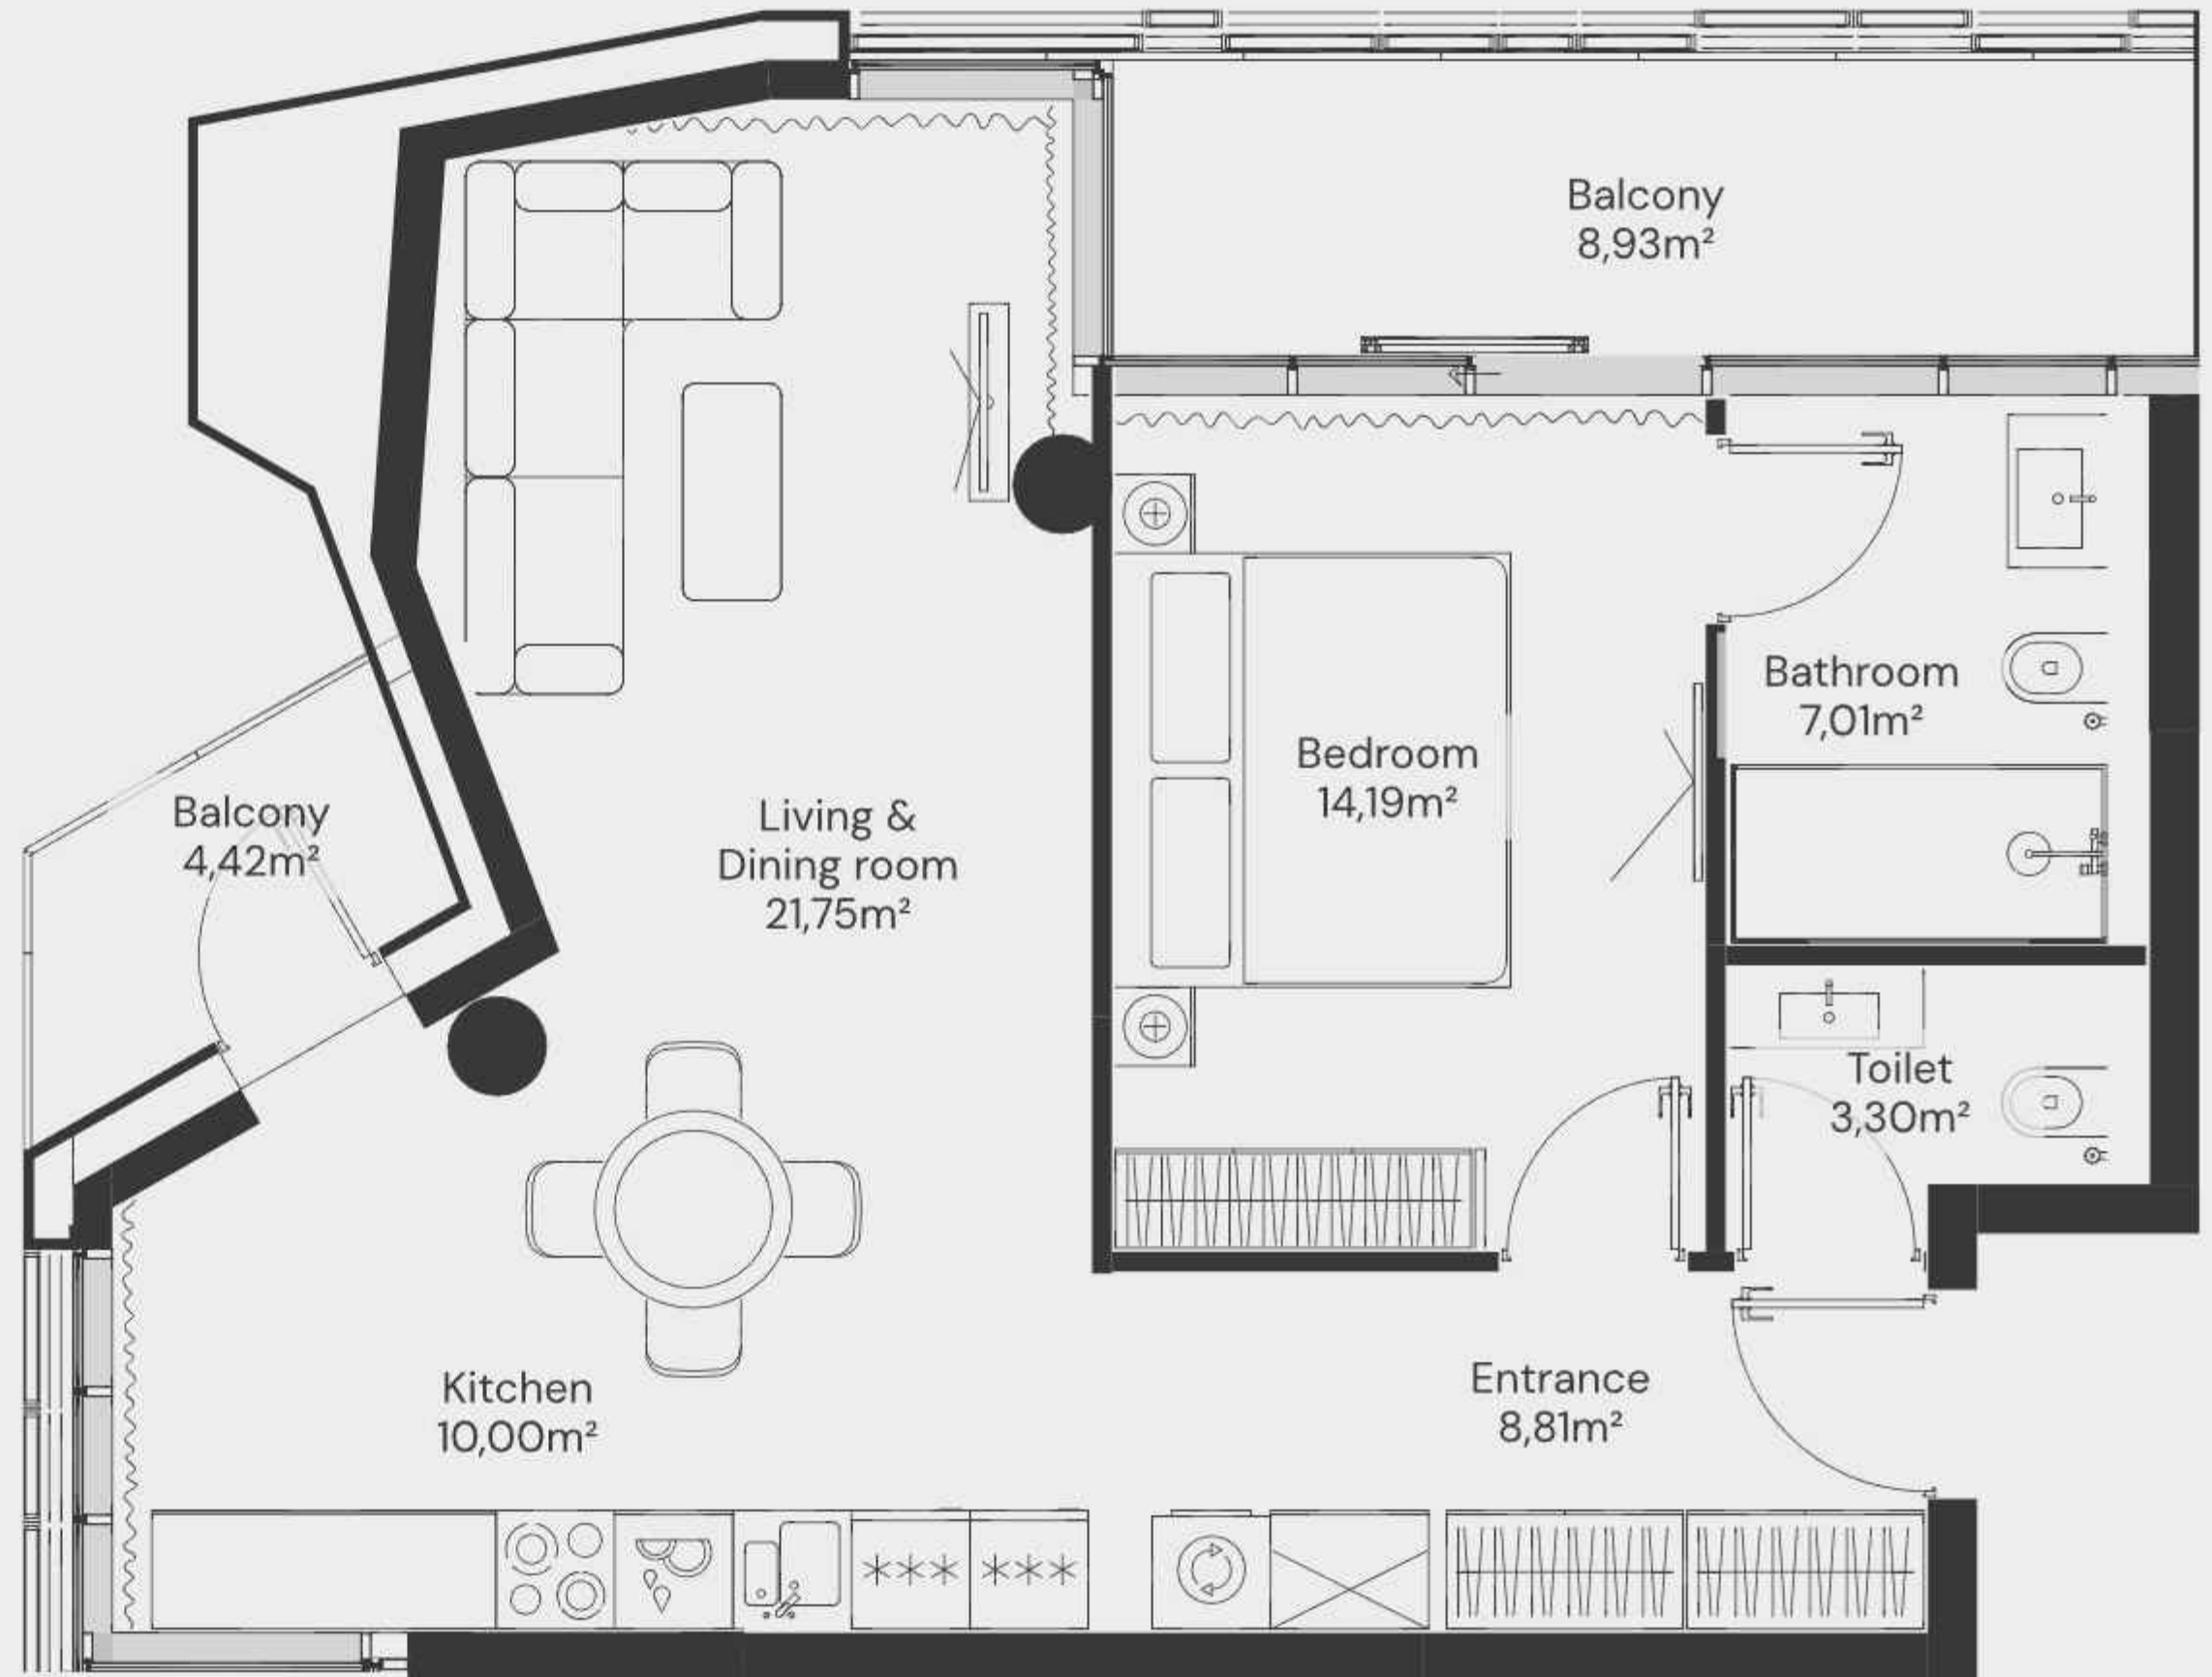 Balcony
8,93m²
Bathroom
7,01m²
Bedroom
14,19m²
Balcony
4,42m²
Living &
Dining room
21,75m²
Toilet
3,30m²
Kitchen
10,00m²
Entrance
8,81m²